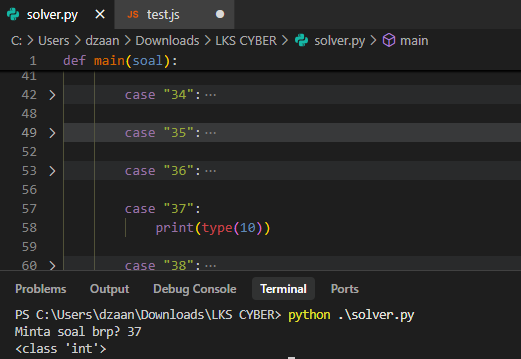 solver.py × JS test.js ●
C: > Users > dzaan > Downloads > LKS CYBER > solver.py > main
1 def main(soal):
41
42 > case "34":···
48
49 > case "35":···
52
53 > case "36":···
56
57 case "37":
58 print(type(10))
59
60 > case "38":···
Problems Output Debug Console Terminal Ports
PS C:\Users\dzaan\Downloads\LKS CYBER> python .\solver.py
Minta soal brp? 37
<class 'int'>